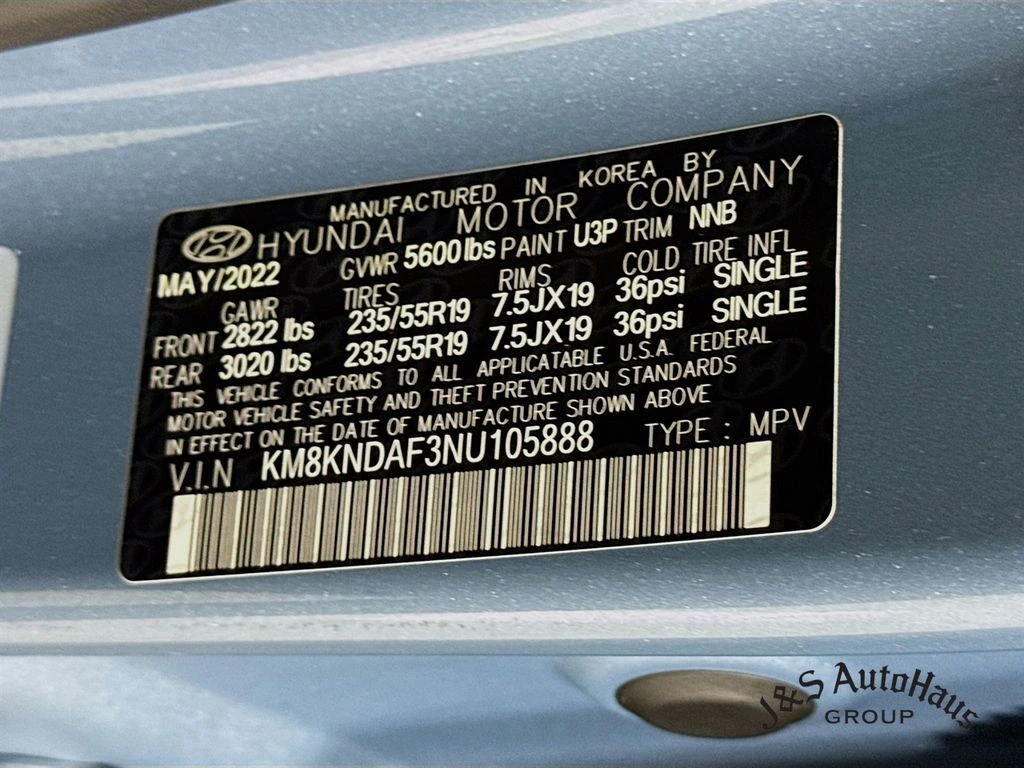 MANUFACTURED IN KOREA BY
HYUNDAI MOTOR COMPANY
MAY/2022 GVWR 5600lbs PAINT U3P TRIM NNB
GAWR TIRES RIMS COLD TIRE INFL
FRONT 2822 lbs 235/55R19 7.5JX19 36psi SINGLE
REAR 3020 lbs 235/55R19 7.5JX19 36psi SINGLE
THIS VEHICLE CONFORMS TO ALL APPLICATABLE U.S.A. FEDERAL
MOTOR VEHICLE SAFETY AND THEFT PREVENTION STANDARDS
IN EFFECT ON THE DATE OF MANUFACTURE SHOWN ABOVE
V.I.N KM8KNDAF3NU105888 TYPE : MPV
J&S AutoHaus
GROUP